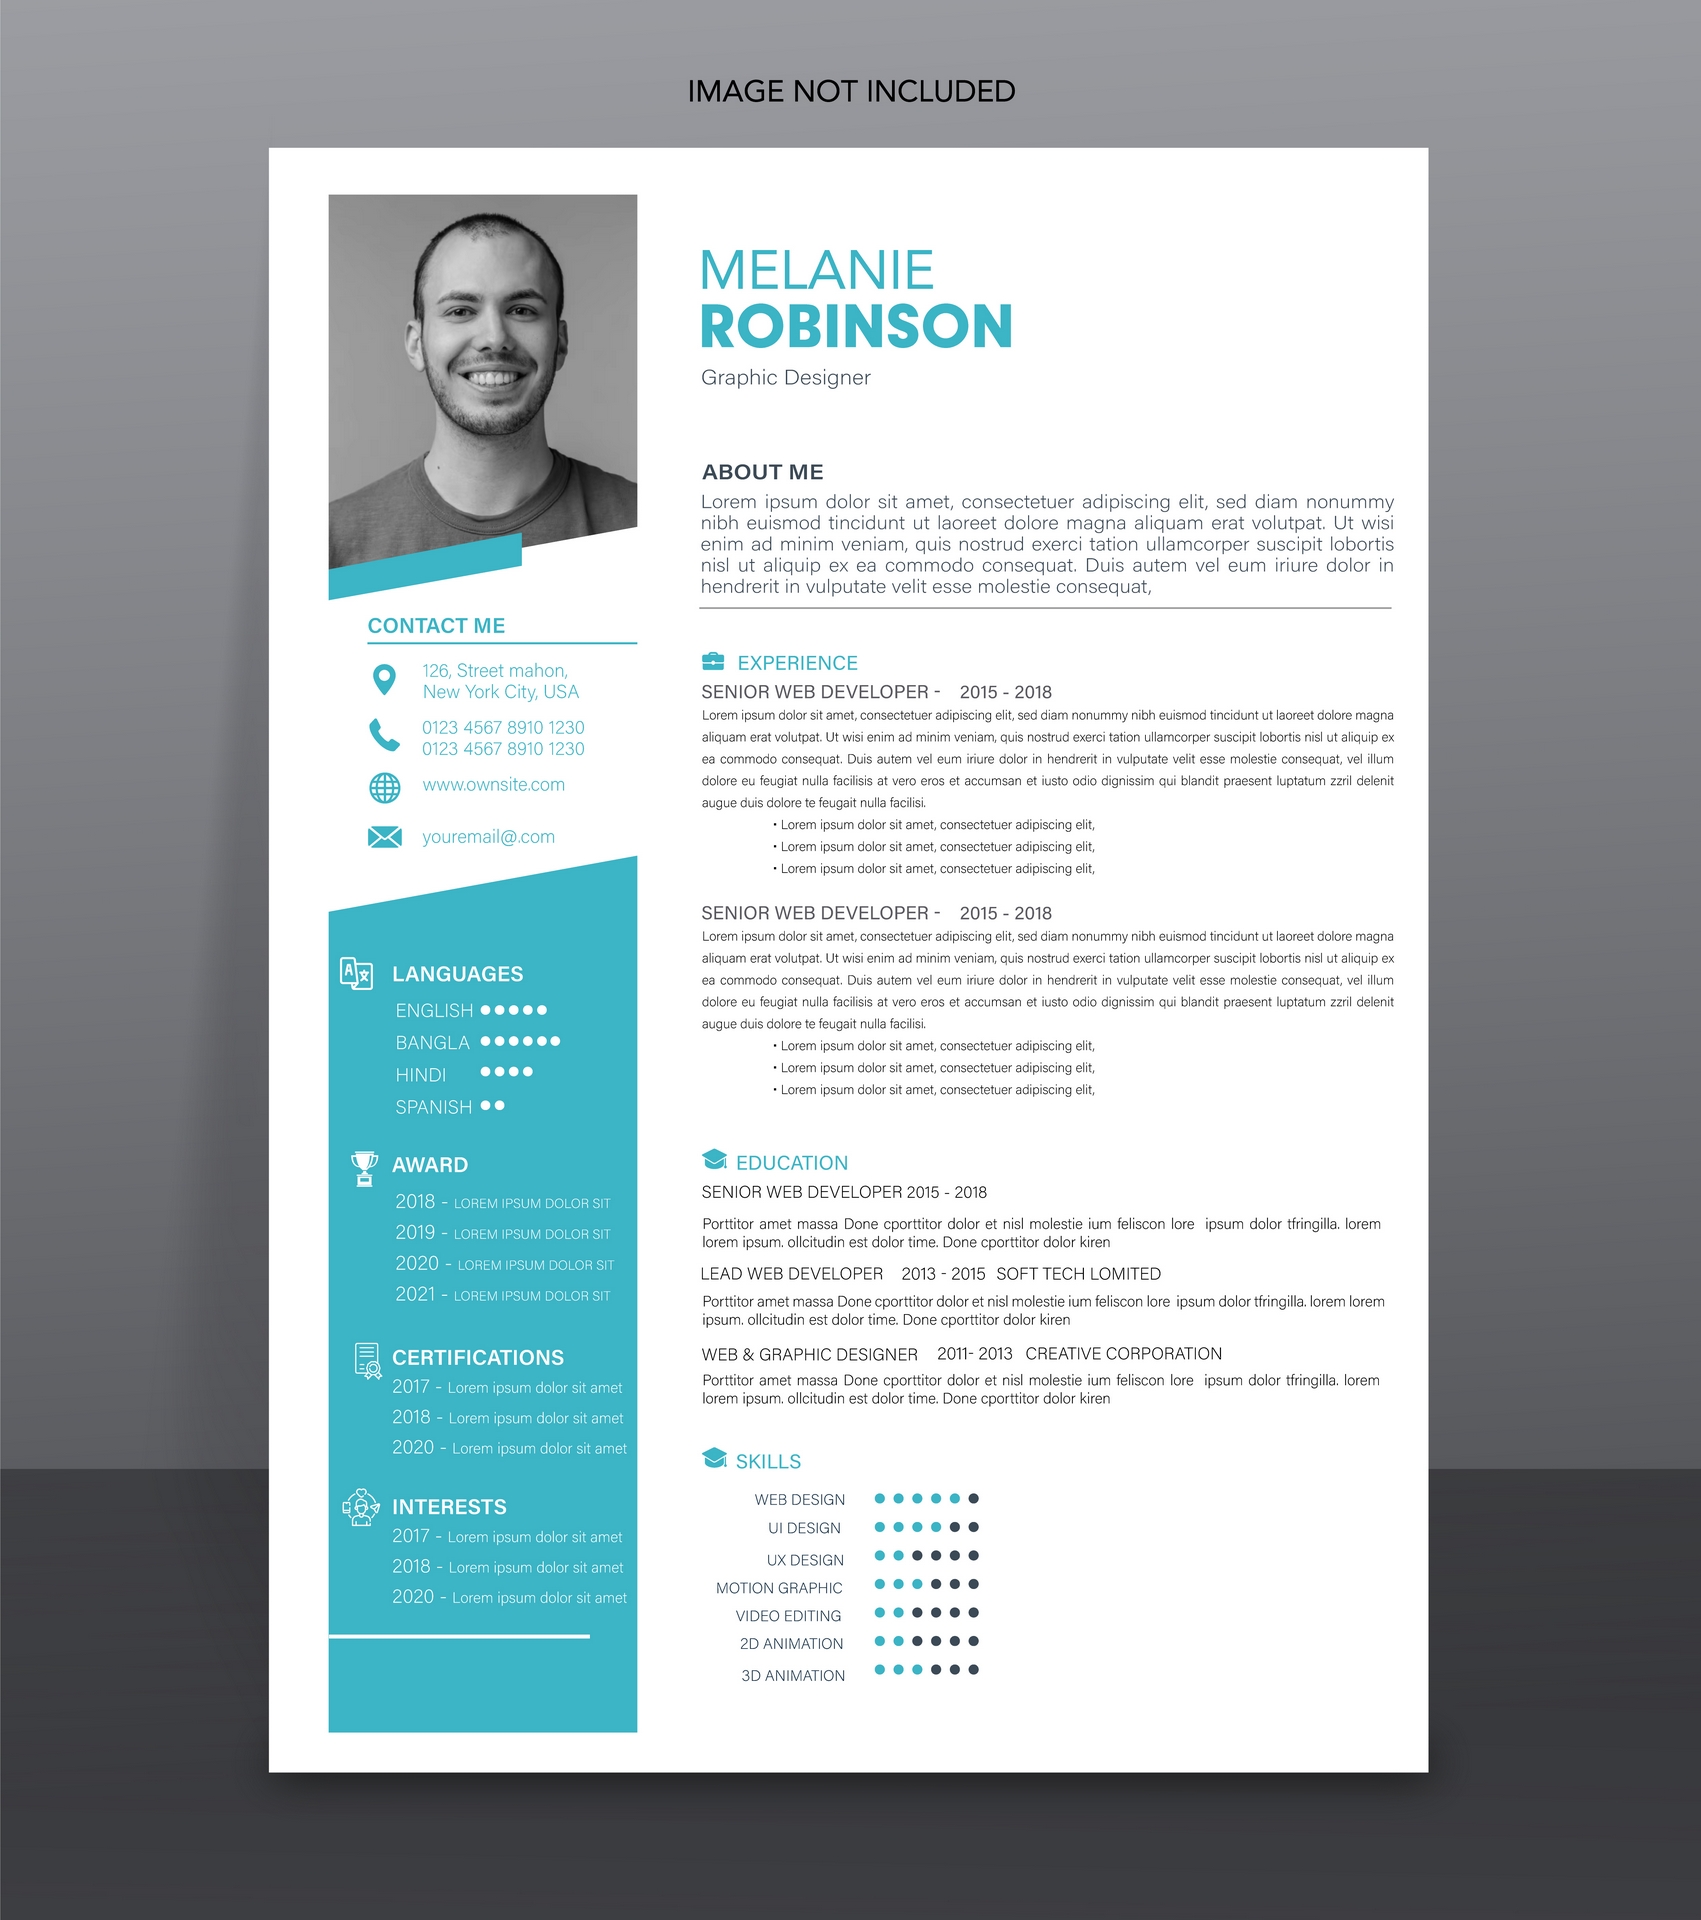 IMAGE NOT INCLUDED
MELANIE
ROBINSON
Graphic Designer
ABOUT ME
Lorem ipsum dolor sit amet, consectetuer adipiscing elit, sed diam nonummy
nibh euismod tincidunt ut laoreet dolore magna aliquam erat volutpat. Ut wisi
enim ad minim veniam, quis nostrud exerci tation ullamcorper suscipit lobortis
nisl ut aliquip ex ea commodo consequat. Duis autem vel eum iriure dolor in
hendrerit in vulputate velit esse molestie consequat,
CONTACT ME
126, Street mahon,
New York City, USA
0123 4567 8910 1230
0123 4567 8910 1230
www.ownsite.com
youremail@.com
LANGUAGES
ENGLISH
BANGLA
HINDI
SPANISH
AWARD
2018 - LOREM IPSUM DOLOR SIT
2019 - LOREM IPSUM DOLOR SIT
2020 - LOREM IPSUM DOLOR SIT
2021 - LOREM IPSUM DOLOR SIT
CERTIFICATIONS
2017 - Lorem ipsum dolor sit amet
2018 - Lorem ipsum dolor sit amet
2020 - Lorem ipsum dolor sit amet
INTERESTS
2017 - Lorem ipsum dolor sit amet
2018 - Lorem ipsum dolor sit amet
2020 - Lorem ipsum dolor sit amet
EXPERIENCE
SENIOR WEB DEVELOPER - 2015 - 2018
Lorem ipsum dolor sit amet, consectetuer adipiscing elit, sed diam nonummy nibh euismod tincidunt ut laoreet dolore magna
aliquam erat volutpat. Ut wisi enim ad minim veniam, quis nostrud exerci tation ullamcorper suscipit lobortis nisl ut aliquip ex
ea commodo consequat. Duis autem vel eum iriure dolor in hendrerit in vulputate velit esse molestie consequat, vel illum
dolore eu feugiat nulla facilisis at vero eros et accumsan et iusto odio dignissim qui blandit praesent luptatum zzril delenit
augue duis dolore te feugait nulla facilisi.
• Lorem ipsum dolor sit amet, consectetuer adipiscing elit,
• Lorem ipsum dolor sit amet, consectetuer adipiscing elit,
• Lorem ipsum dolor sit amet, consectetuer adipiscing elit,
SENIOR WEB DEVELOPER - 2015 - 2018
Lorem ipsum dolor sit amet, consectetuer adipiscing elit, sed diam nonummy nibh euismod tincidunt ut laoreet dolore magna
aliquam erat volutpat. Ut wisi enim ad minim veniam, quis nostrud exerci tation ullamcorper suscipit lobortis nisl ut aliquip ex
ea commodo consequat. Duis autem vel eum iriure dolor in hendrerit in vulputate velit esse molestie consequat, vel illum
dolore eu feugiat nulla facilisis at vero eros et accumsan et iusto odio dignissim qui blandit praesent luptatum zzril delenit
augue duis dolore te feugait nulla facilisi.
• Lorem ipsum dolor sit amet, consectetuer adipiscing elit,
• Lorem ipsum dolor sit amet, consectetuer adipiscing elit,
• Lorem ipsum dolor sit amet, consectetuer adipiscing elit,
EDUCATION
SENIOR WEB DEVELOPER 2015 - 2018
Porttitor amet massa Done cporttitor dolor et nisl molestie ium feliscon lore ipsum dolor tfringilla. lorem
lorem ipsum. ollcitudin est dolor time. Done cporttitor dolor kiren
LEAD WEB DEVELOPER 2013 - 2015 SOFT TECH LOMITED
Porttitor amet massa Done cporttitor dolor et nisl molestie ium feliscon lore ipsum dolor tfringilla. lorem lorem
ipsum. ollcitudin est dolor time. Done cporttitor dolor kiren
WEB & GRAPHIC DESIGNER 2011- 2013 CREATIVE CORPORATION
Porttitor amet massa Done cporttitor dolor et nisl molestie ium feliscon lore ipsum dolor tfringilla. lorem
lorem ipsum. ollcitudin est dolor time. Done cporttitor dolor kiren
SKILLS
WEB DESIGN
UI DESIGN
UX DESIGN
MOTION GRAPHIC
VIDEO EDITING
2D ANIMATION
3D ANIMATION